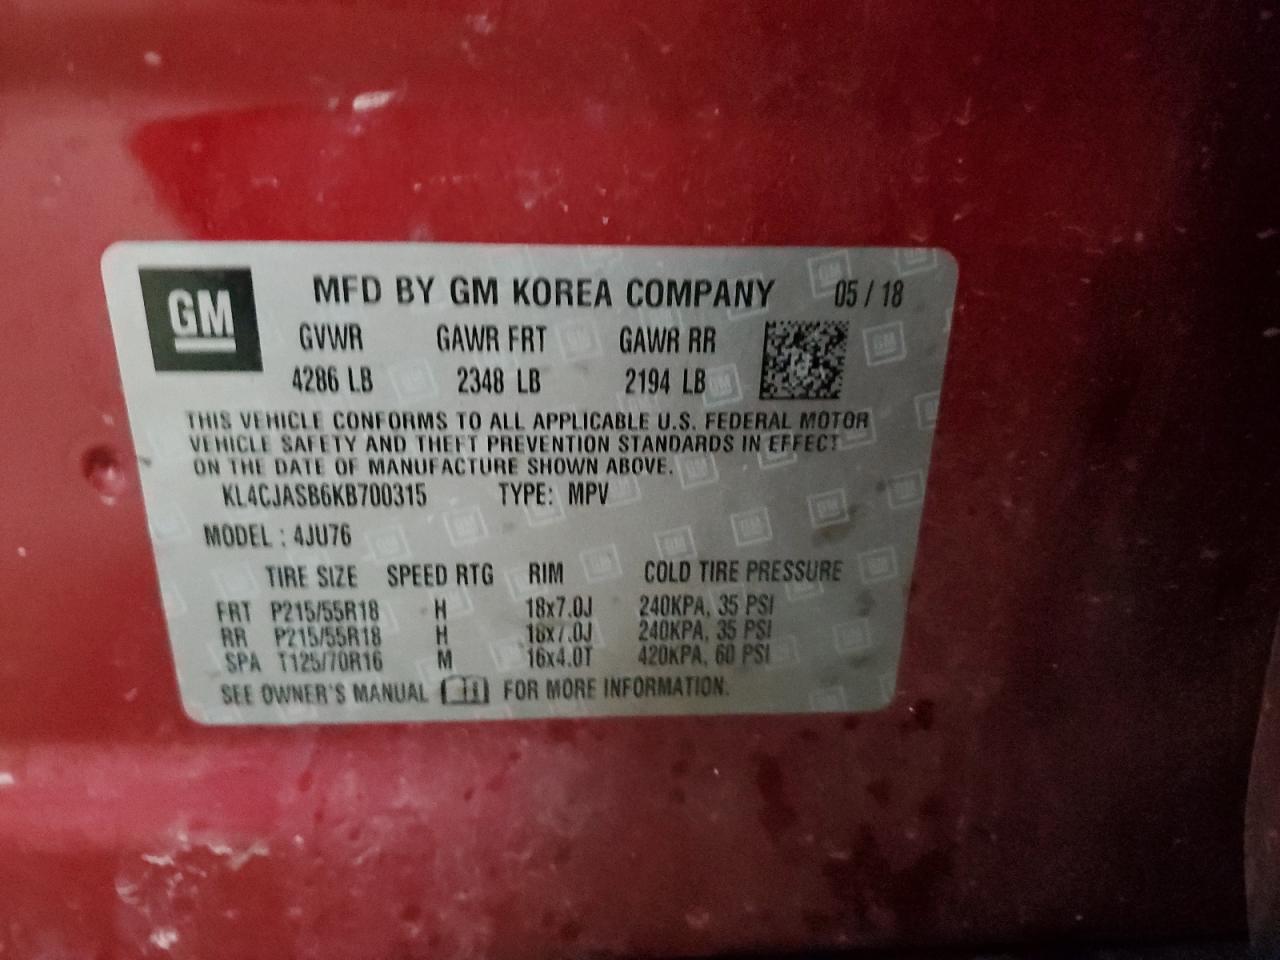 GM MFD BY GM KOREA COMPANY 05 / 18
GVWR GAWR FRT GAWR RR
4286 LB 2348 LB 2194 LB
THIS VEHICLE CONFORMS TO ALL APPLICABLE U.S. FEDERAL MOTOR
VEHICLE SAFETY AND THEFT PREVENTION STANDARDS IN EFFECT
ON THE DATE OF MANUFACTURE SHOWN ABOVE.
KL4CJASB6KB700315 TYPE: MPV
MODEL : 4JU76
TIRE SIZE SPEED RTG RIM COLD TIRE PRESSURE
FRT P215/55R18 H 18x7.0J 240KPA, 35 PSI
RR P215/55R18 H 18x7.0J 240KPA, 35 PSI
SPA T125/70R16 M 16x4.0T 420KPA, 60 PSI
SEE OWNER'S MANUAL FOR MORE INFORMATION.